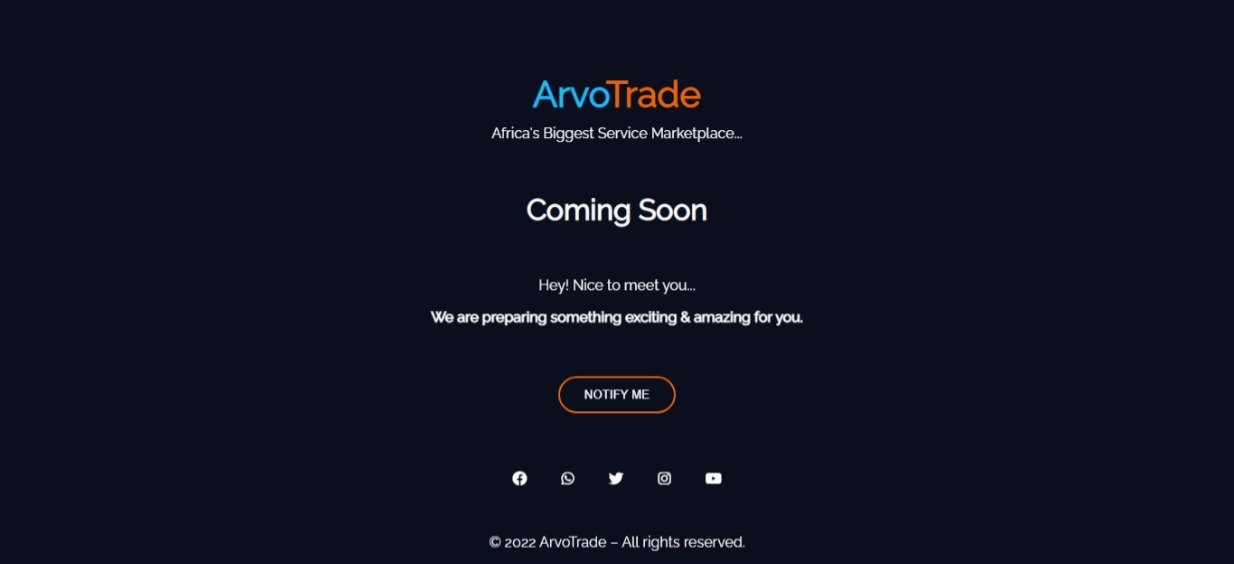 ArvoTrade
Africa's Biggest Service Marketplace...
Coming Soon
Hey! Nice to meet you...
We are preparing something exciting & amazing for you.
NOTIFY ME
© 2022 ArvoTrade – All rights reserved.